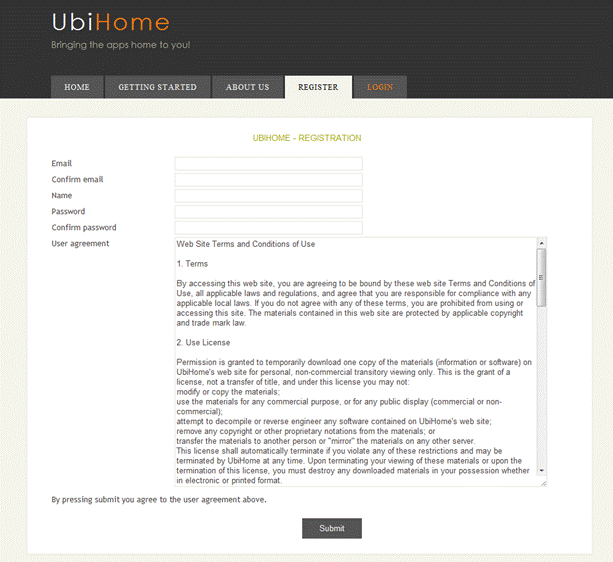 UbiHome
Bringing the apps home to you!
HOME GETTING STARTED ABOUT US REGISTER LOGIN
UBIHOME - REGISTRATION
Email
Confirm email
Name
Password
Confirm password
User agreement
Web Site Terms and Conditions of Use
1. Terms
By accessing this web site, you are agreeing to be bound by these web site Terms and Conditions of
Use, all applicable laws and regulations, and agree that you are responsible for compliance with any
applicable local laws. If you do not agree with any of these terms, you are prohibited from using or
accessing this site. The materials contained in this web site are protected by applicable copyright
and trade mark law.
2. Use License
Permission is granted to temporarily download one copy of the materials (information or software) on
UbiHome's web site for personal, non-commercial transitory viewing only. This is the grant of a
license, not a transfer of title, and under this license you may not:
modify or copy the materials;
use the materials for any commercial purpose, or for any public display (commercial or non-
commercial);
attempt to decompile or reverse engineer any software contained on UbiHome's web site;
remove any copyright or other proprietary notations from the materials; or
transfer the materials to another person or "mirror" the materials on any other server.
This license shall automatically terminate if you violate any of these restrictions and may be
terminated by UbiHome at any time. Upon terminating your viewing of these materials or upon the
termination of this license, you must destroy any downloaded materials in your possession whether
in electronic or printed format.
By pressing submit you agree to the user agreement above.
Submit